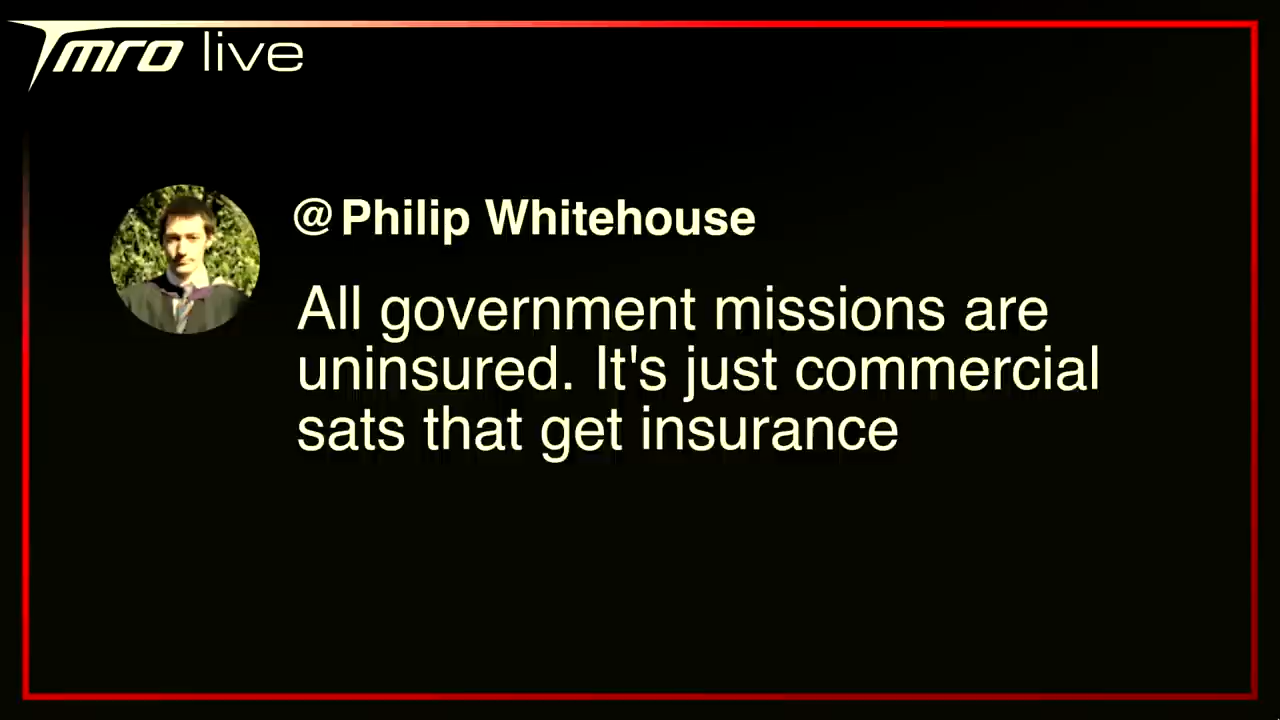 Tmro live
@Philip Whitehouse
All government missions are
uninsured. It's just commercial
sats that get insurance